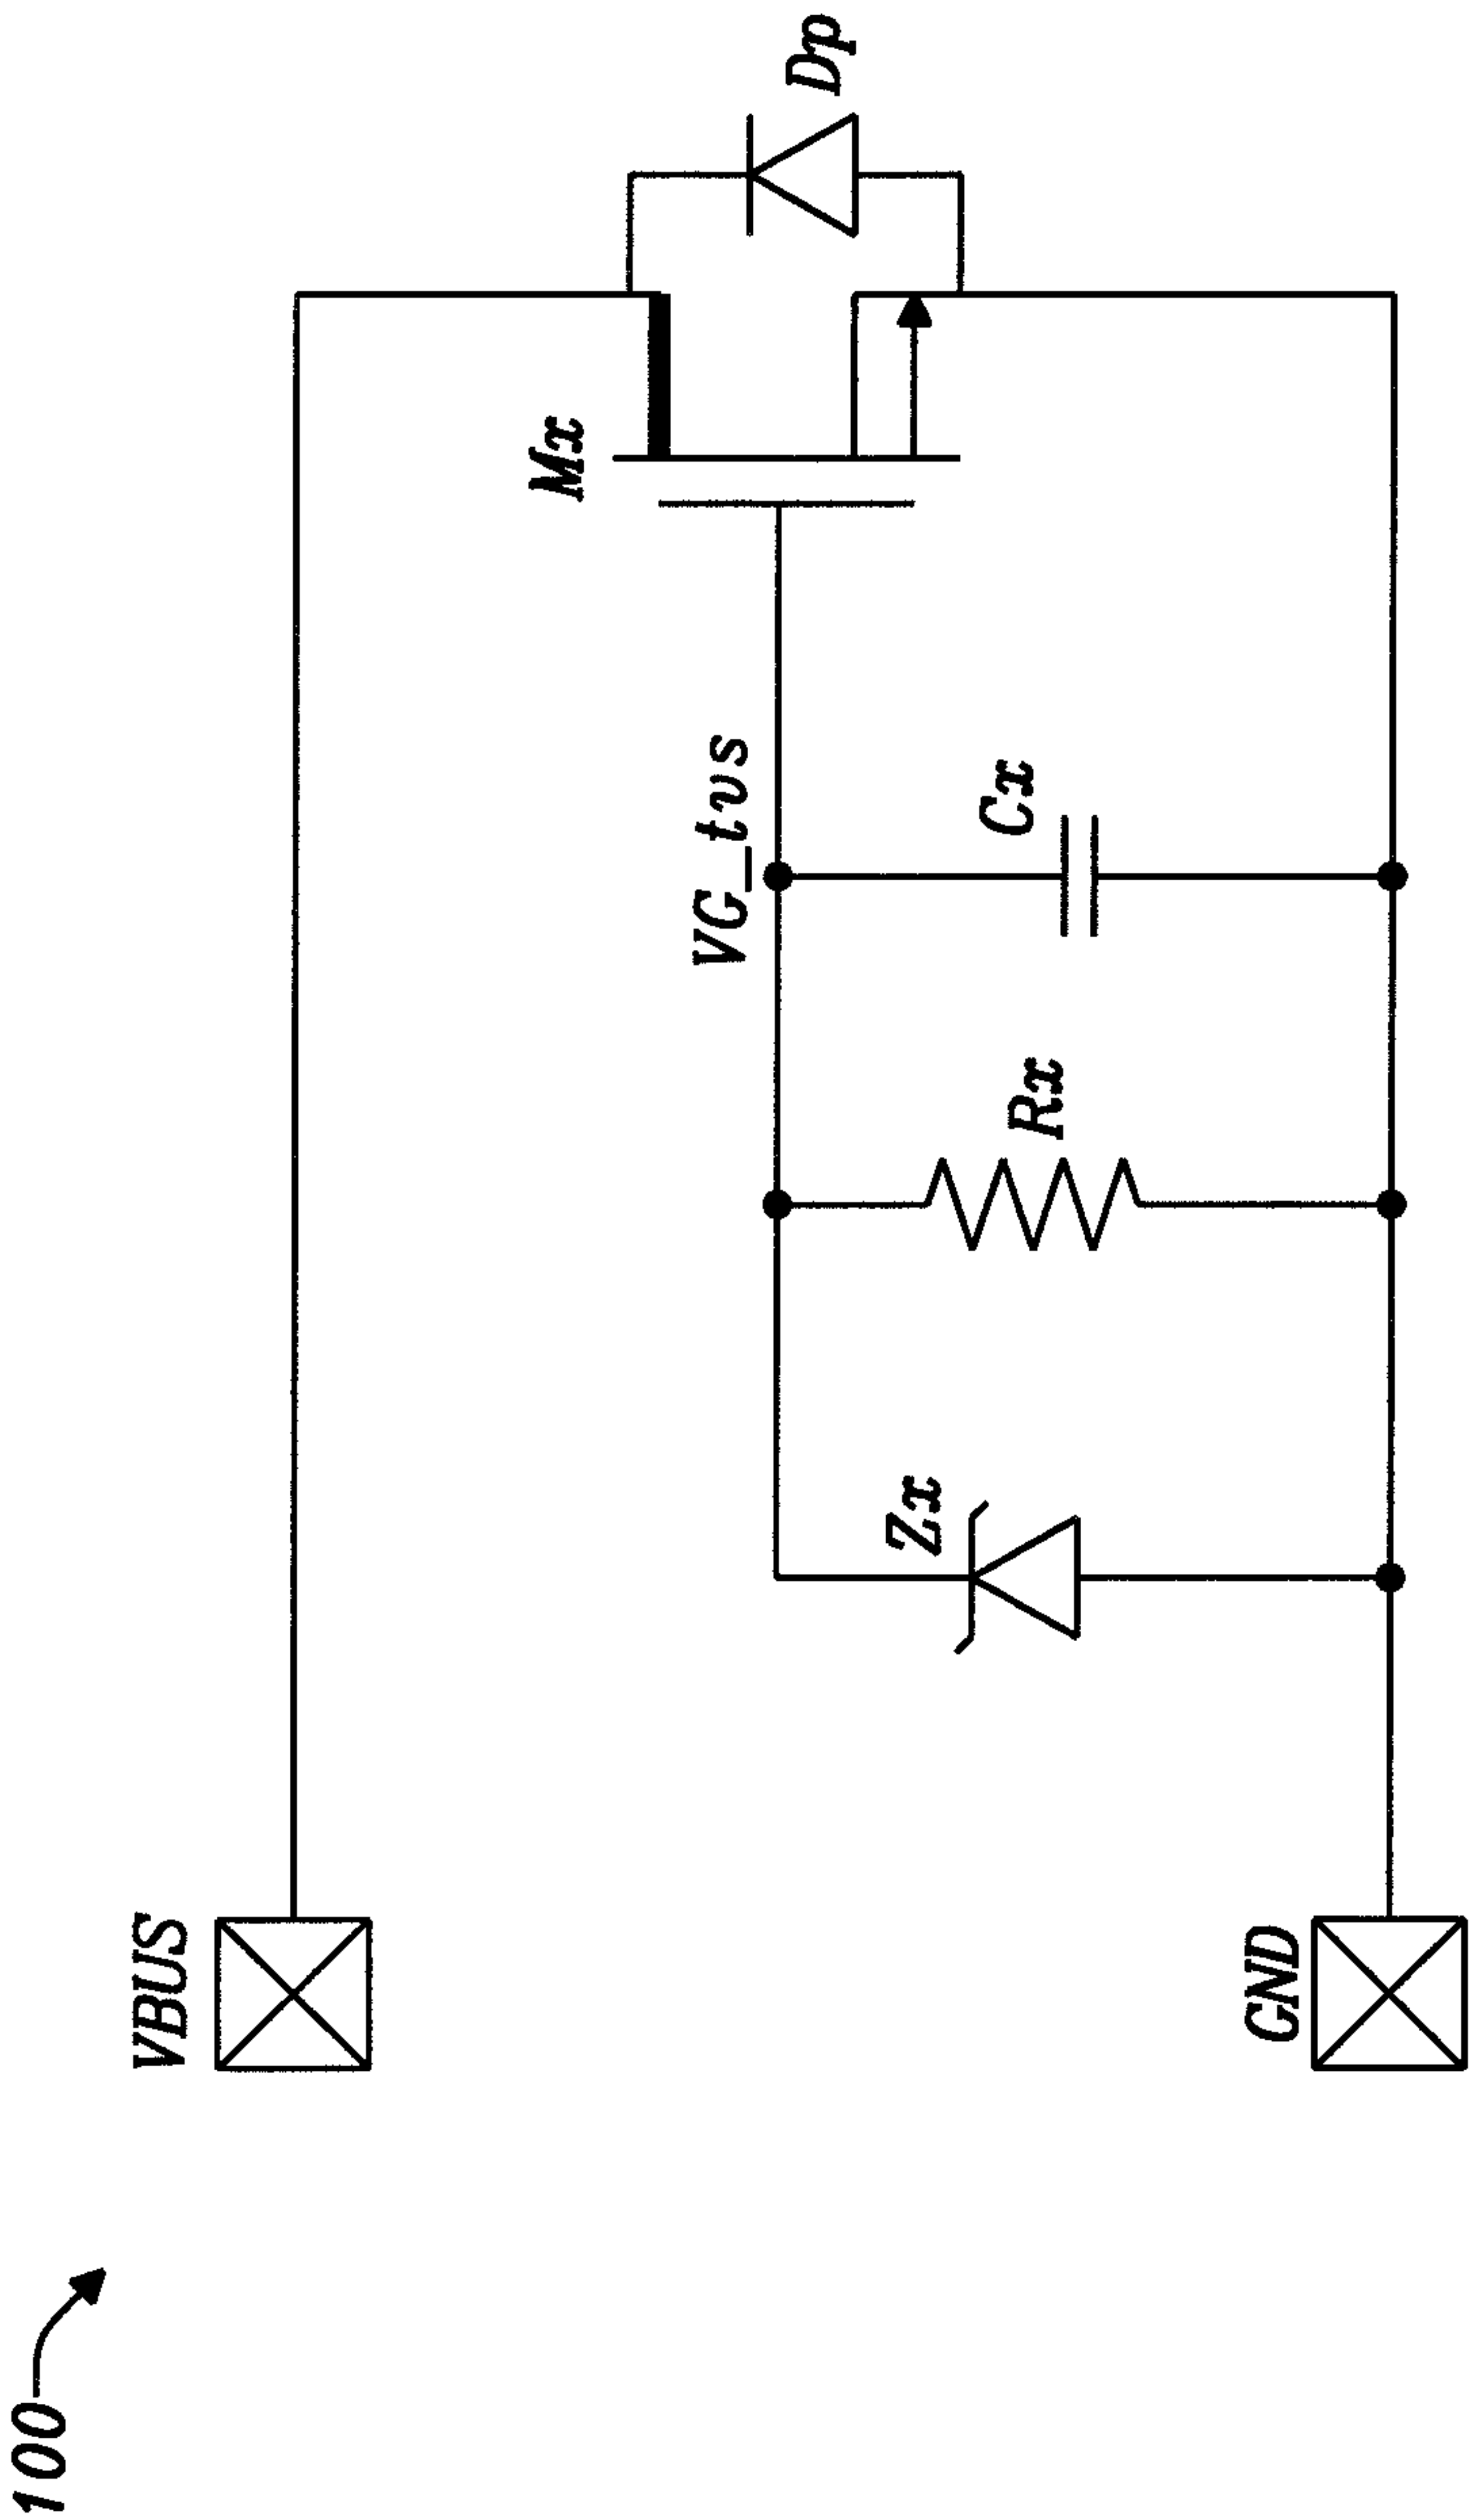 100
VBUS
GND
Zx
Rx
VG_tvs
Cx
Mx
Dp